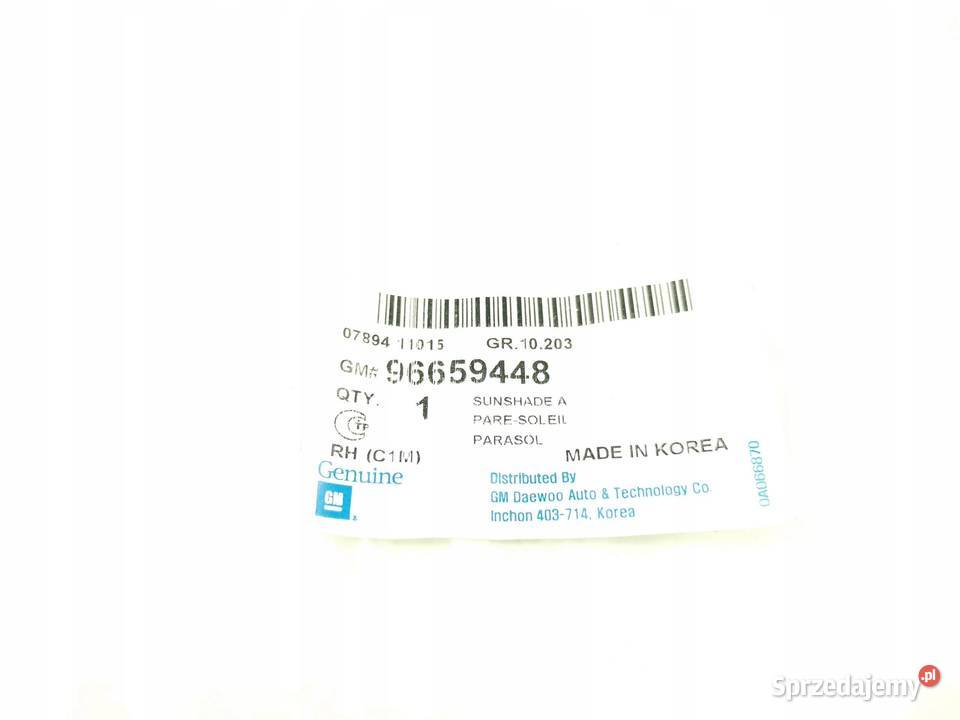 07894 11015 GR.10.203
GM# 96659448
QTY. 1 SUNSHADE A
PARE-SOLEIL
PARASOL
RH (C1M)
MADE IN KOREA
Genuine
GM
Distributed By
GM Daewoo Auto & Technology Co.
Inchon 403-714, Korea
0A066870
Sprzedajemy.pl